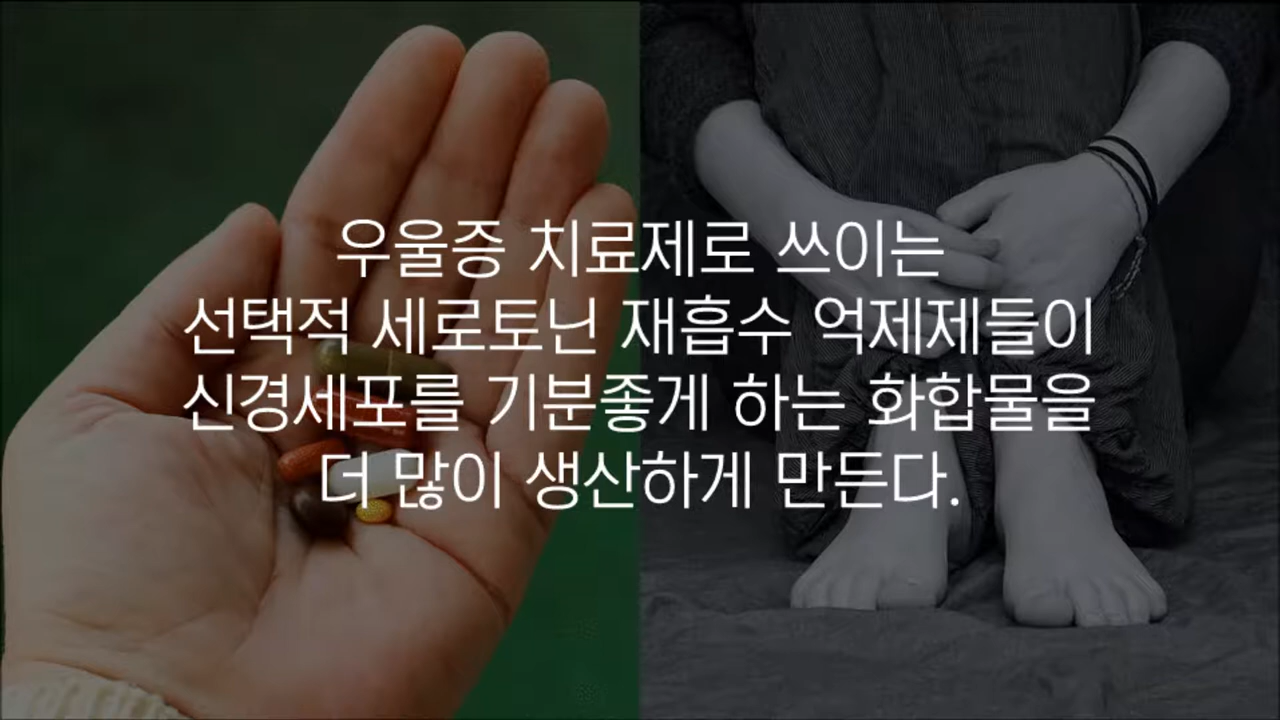 우울증 치료제로 쓰이는
선택적 세로토닌 재흡수 억제제들이
신경세포를 기분좋게 하는 화합물을
더 많이 생산하게 만든다.